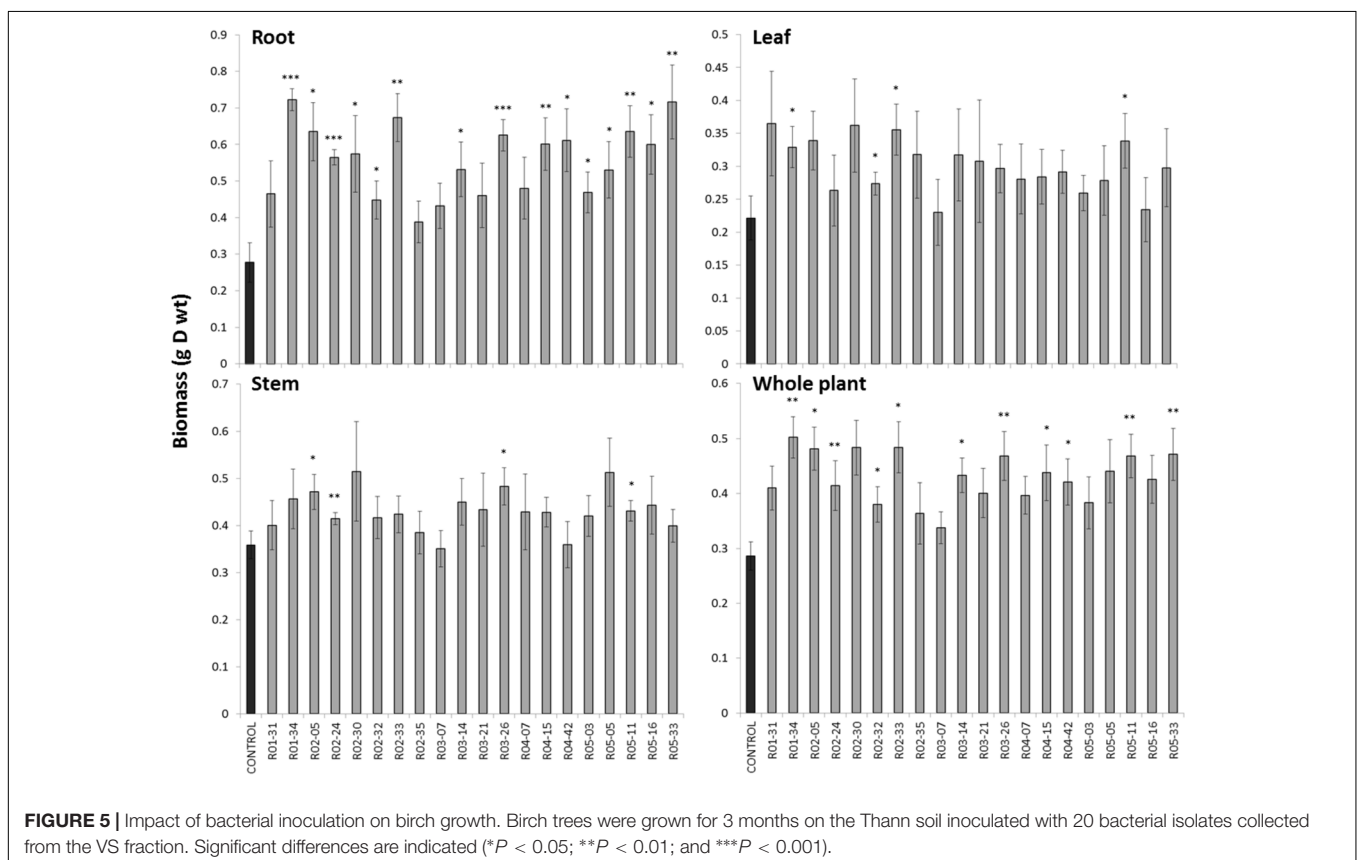 Root
0.9
0.8
0.7
0.6
0.5
0.4
0.3
0.2
0.1
0
*** * *** * * ** * *** ** * * * ** * **
Leaf
0.5
0.45
0.4
0.35
0.3
0.25
0.2
0.15
0.1
0.05
0
* * * *
Biomass (g D wt)
Stem
0.7
0.6
0.5
0.4
0.3
0.2
0.1
0
* ** * *
CONTROL
R01-31
R01-34
R02-05
R02-24
R02-30
R02-32
R02-33
R02-35
R03-07
R03-14
R03-21
R03-26
R04-07
R04-15
R04-42
R05-03
R05-05
R05-11
R05-16
R05-33
Whole plant
0.7
0.6
0.5
0.4
0.3
0.2
0.1
0
** * ** * * * ** * * ** **
CONTROL
R01-31
R01-34
R02-05
R02-24
R02-30
R02-32
R02-33
R02-35
R03-07
R03-14
R03-21
R03-26
R04-07
R04-15
R04-42
R05-03
R05-05
R05-11
R05-16
R05-33
FIGURE 5 | Impact of bacterial inoculation on birch growth. Birch trees were grown for 3 months on the Thann soil inoculated with 20 bacterial isolates collected
from the VS fraction. Significant differences are indicated (*P < 0.05; **P < 0.01; and ***P < 0.001).